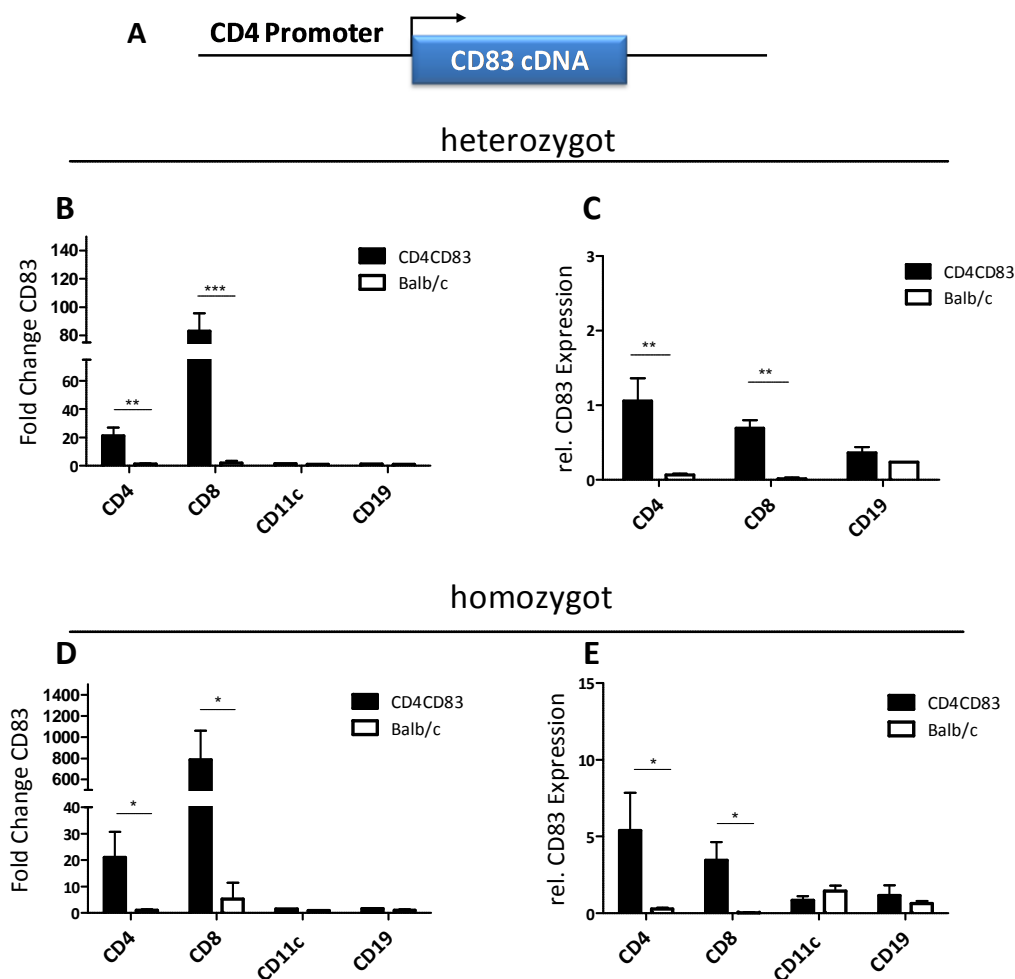 A
CD4 Promoter
CD83 cDNA
heterozygot
B
Fold Change CD83
140
120
100
80
60
40
20
0
***
**
CD4CD83
Balb/c
CD4
CD8
CD11c
CD19
C
rel. CD83 Expression
3
2
1
0
**
**
CD4CD83
Balb/c
CD4
CD8
CD19
homozygot
D
Fold Change CD83
1400
1200
1000
800
600
40
30
20
10
0
*
*
CD4CD83
Balb/c
CD4
CD8
CD11c
CD19
E
rel. CD83 Expression
15
10
5
0
*
*
CD4CD83
Balb/c
CD4
CD8
CD11c
CD19